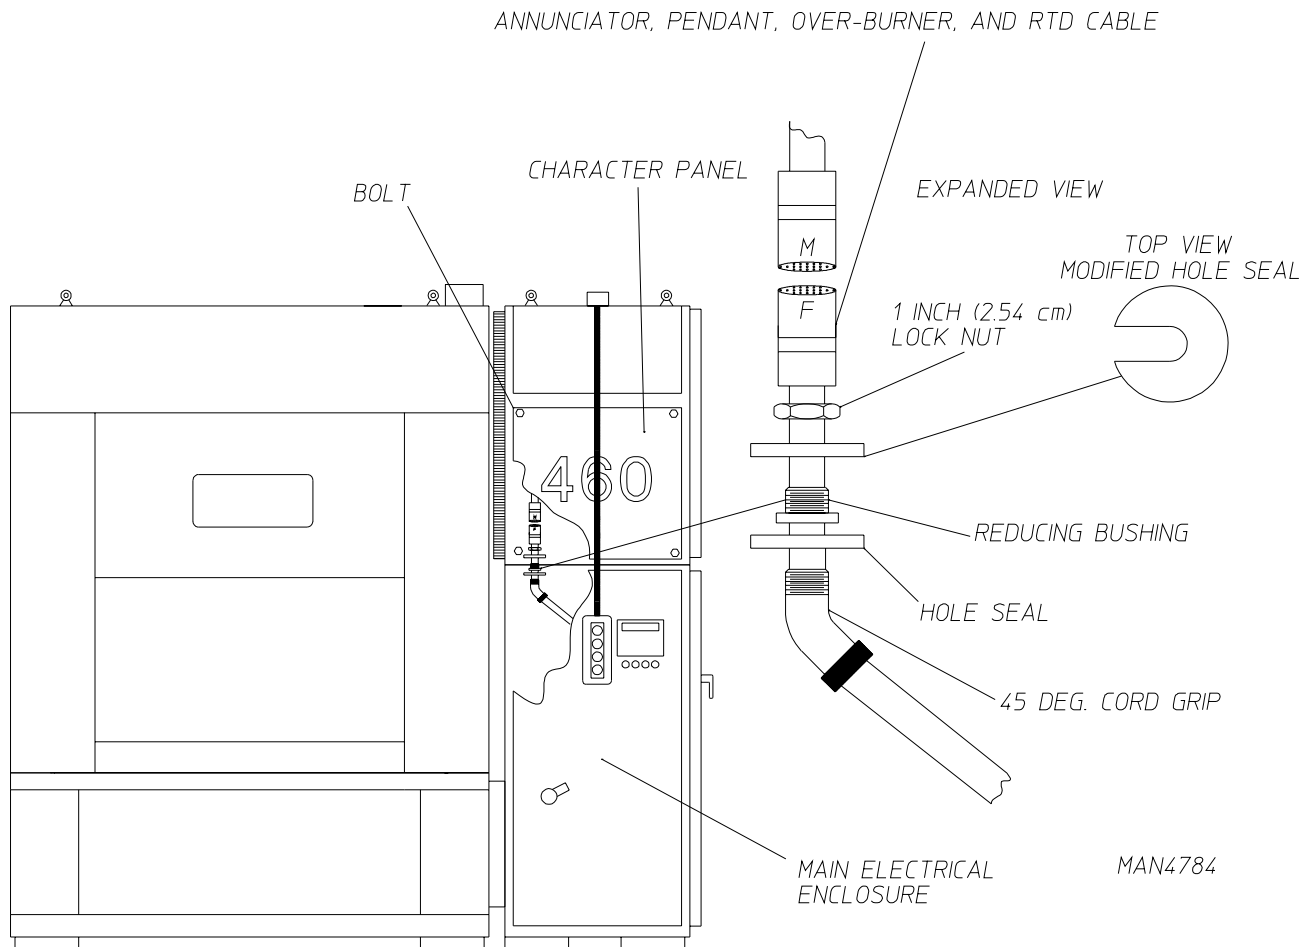 ANNUNCIATOR, PENDANT, OVER-BURNER, AND RTD CABLE
CHARACTER PANEL
BOLT
EXPANDED VIEW
TOP VIEW
MODIFIED HOLE SEAL
M
F
1 INCH (2.54 cm)
LOCK NUT
460
REDUCING BUSHING
HOLE SEAL
45 DEG. CORD GRIP
MAIN ELECTRICAL
ENCLOSURE
MAN4784